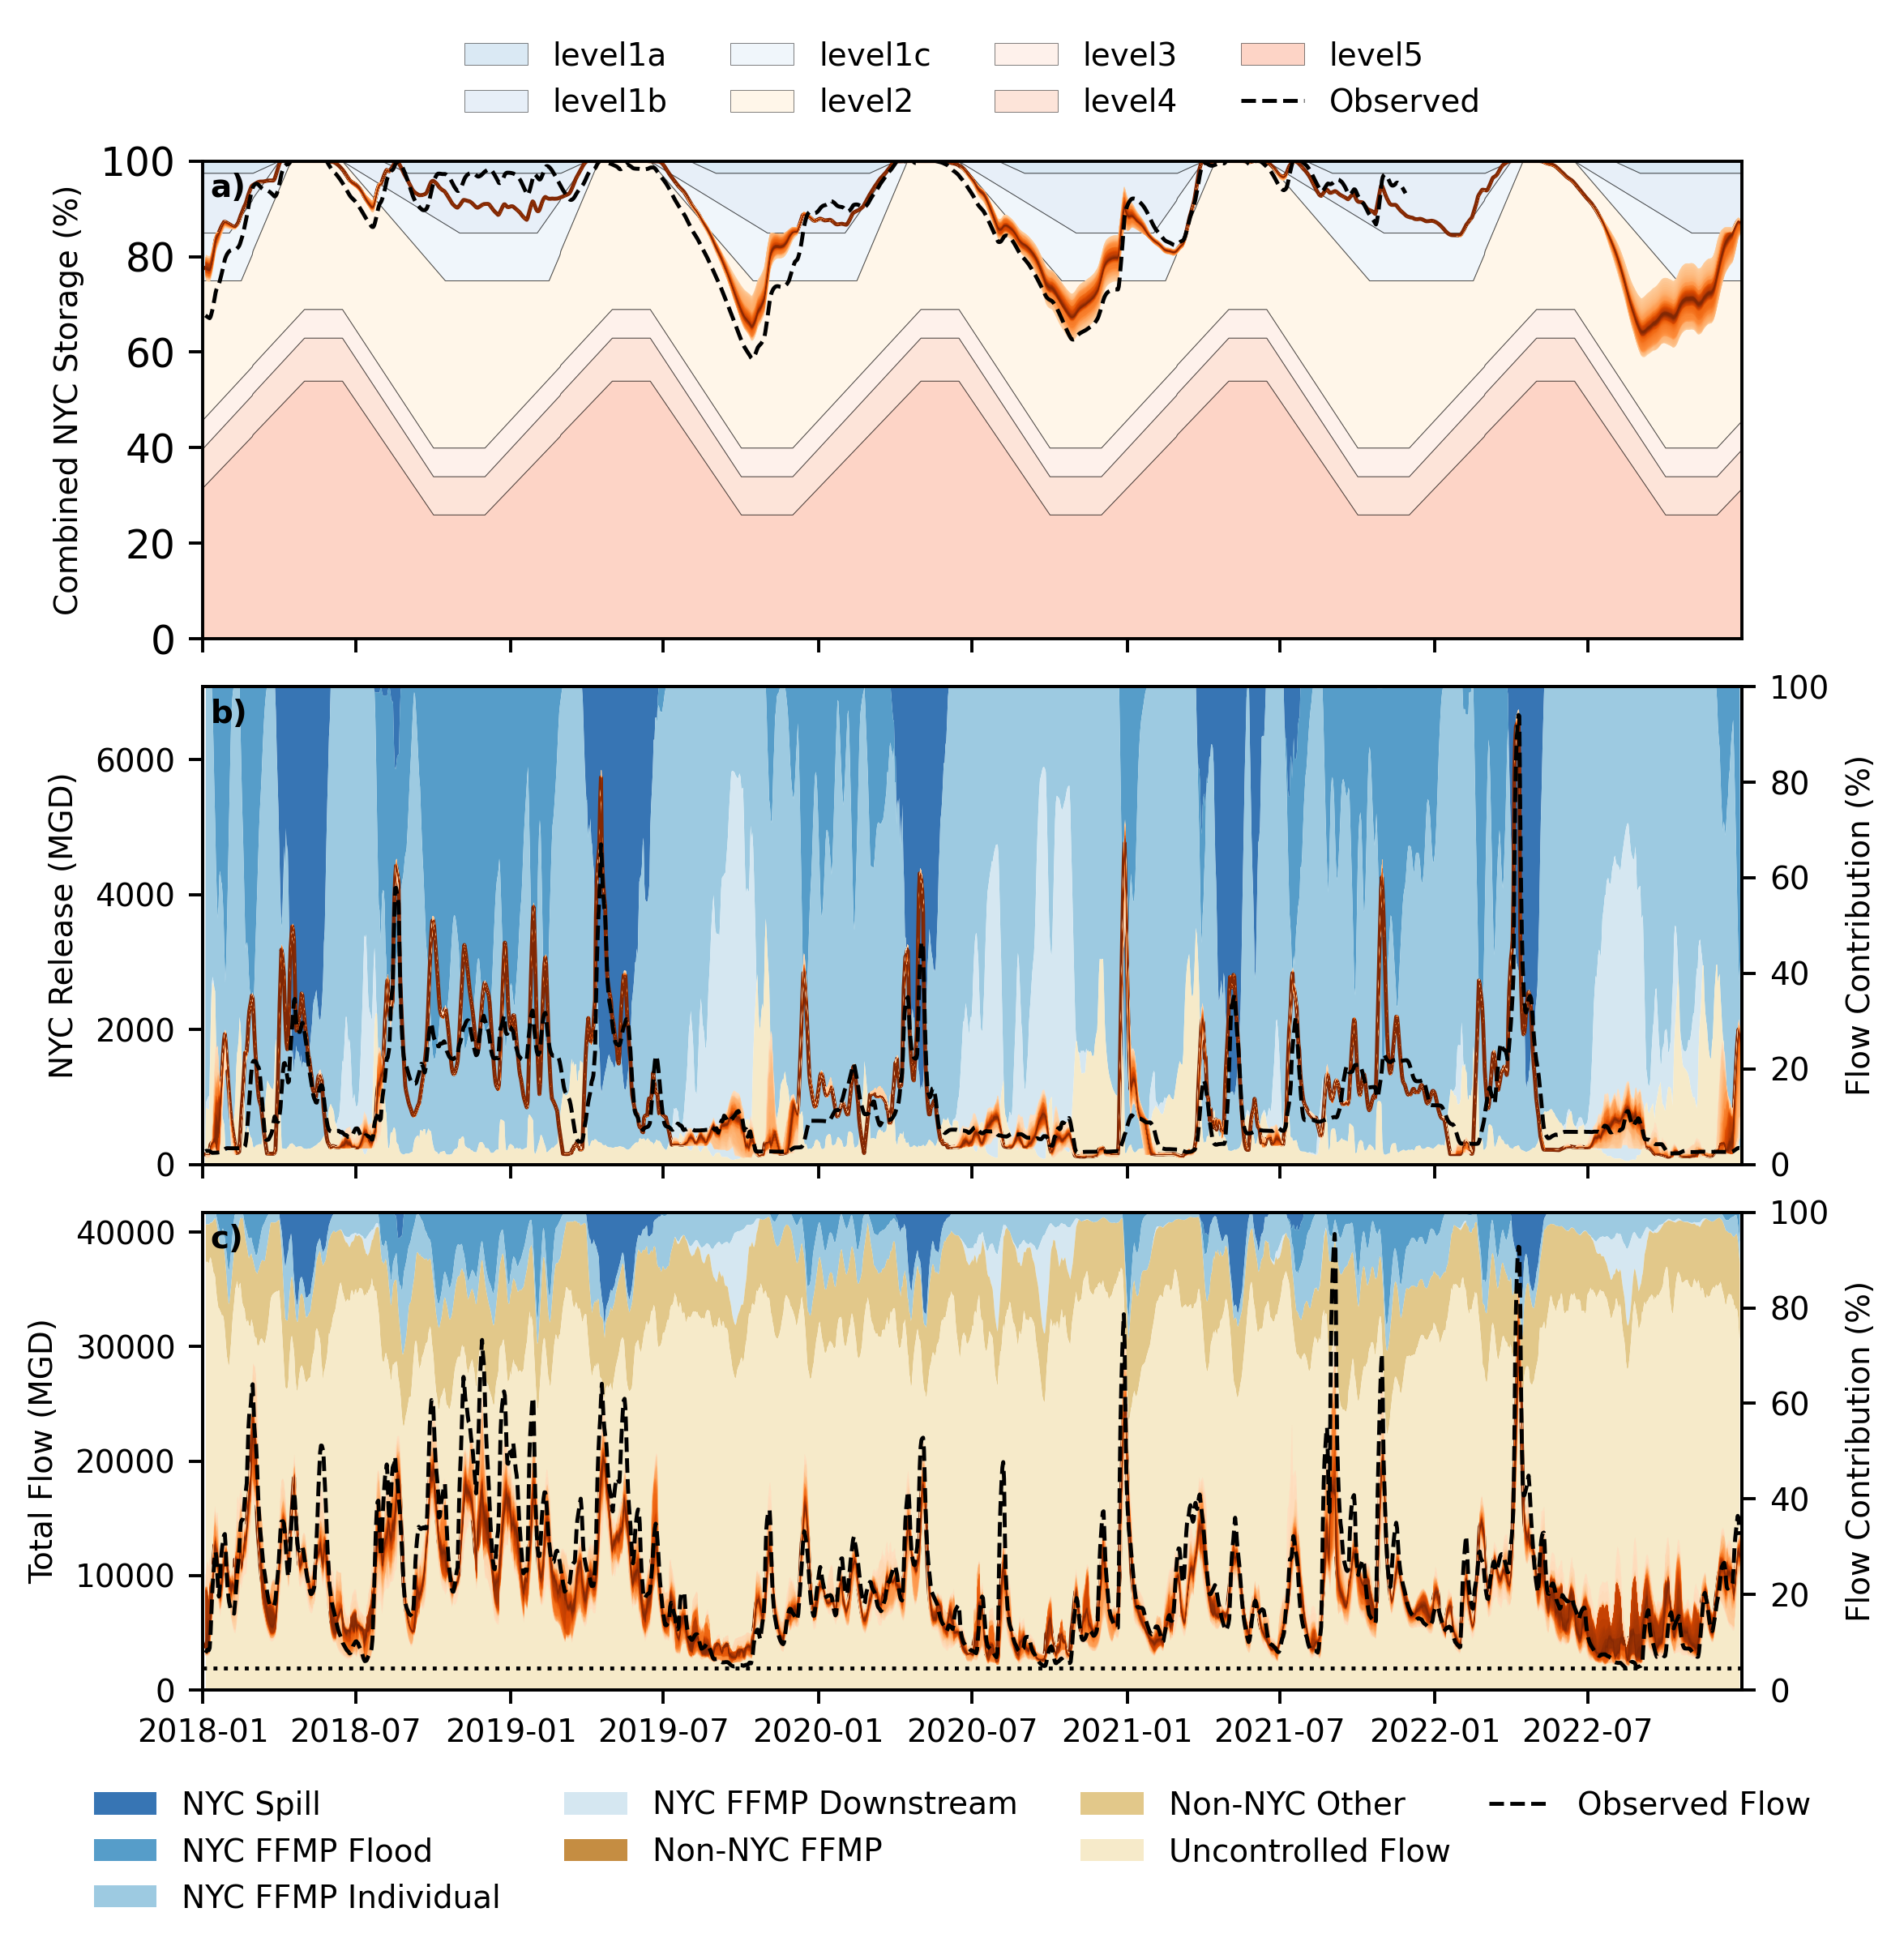 level1a level1c level3 level5
level1b level2 level4 Observed
a)
Combined NYC Storage (%)
100
80
60
40
20
0
b)
NYC Release (MGD)
6000
4000
2000
0
100
80
60
40
20
0
Flow Contribution (%)
c)
Total Flow (MGD)
40000
30000
20000
10000
0
100
80
60
40
20
0
Flow Contribution (%)
2018-01 2018-07 2019-01 2019-07 2020-01 2020-07 2021-01 2021-07 2022-01 2022-07
NYC Spill NYC FFMP Downstream Non-NYC Other Observed Flow
NYC FFMP Flood Non-NYC FFMP Uncontrolled Flow
NYC FFMP Individual